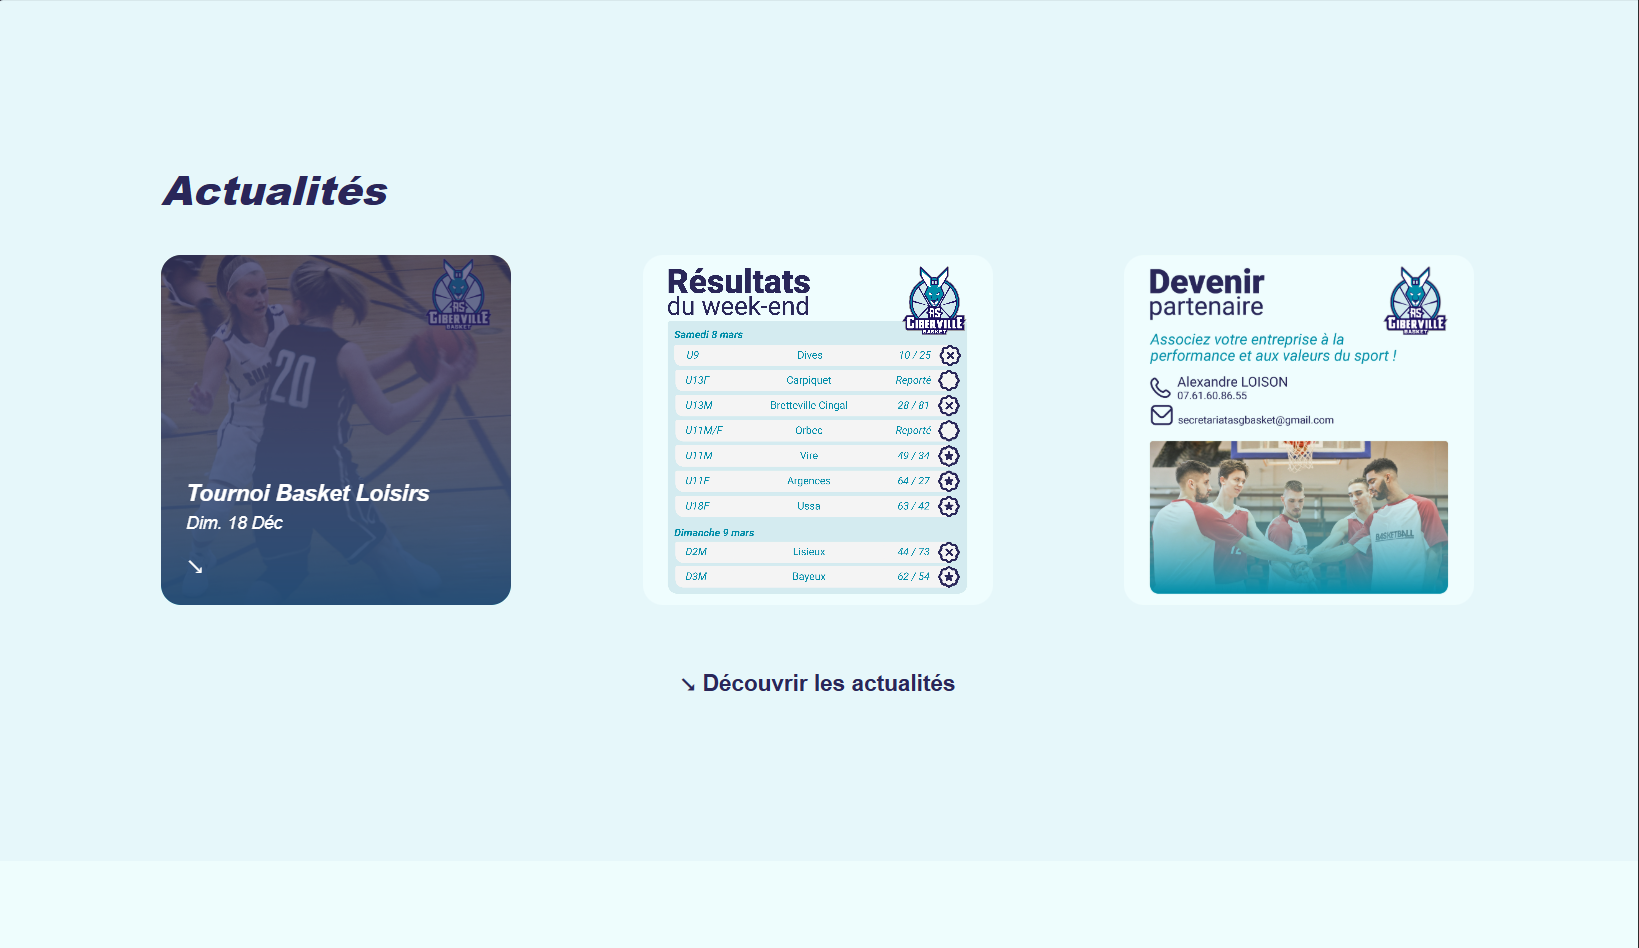 Actualités
20
AS
GIBERVILLE
BASKET
Tournoi Basket Loisirs
Dim. 18 Déc
↘
Résultats
du week-end
AS
GIBERVILLE
BASKET
Samedi 8 mars
U9 Dives 10 / 25
U13F Carpiquet Reporté
U13M Bretteville Cingal 28 / 81
U11M/F Orbec Reporté
U11M Vire 49 / 34
U11F Argences 64 / 27
U18F Ussa 63 / 42
Dimanche 9 mars
D2M Lisieux 44 / 73
D3M Bayeux 62 / 54
Devenir
partenaire
AS
GIBERVILLE
BASKET
Associez votre entreprise à la
performance et aux valeurs du sport !
Alexandre LOISON
07.61.60.86.55
secretariatasgbasket@gmail.com
12
BASKETBALL
↘ Découvrir les actualités